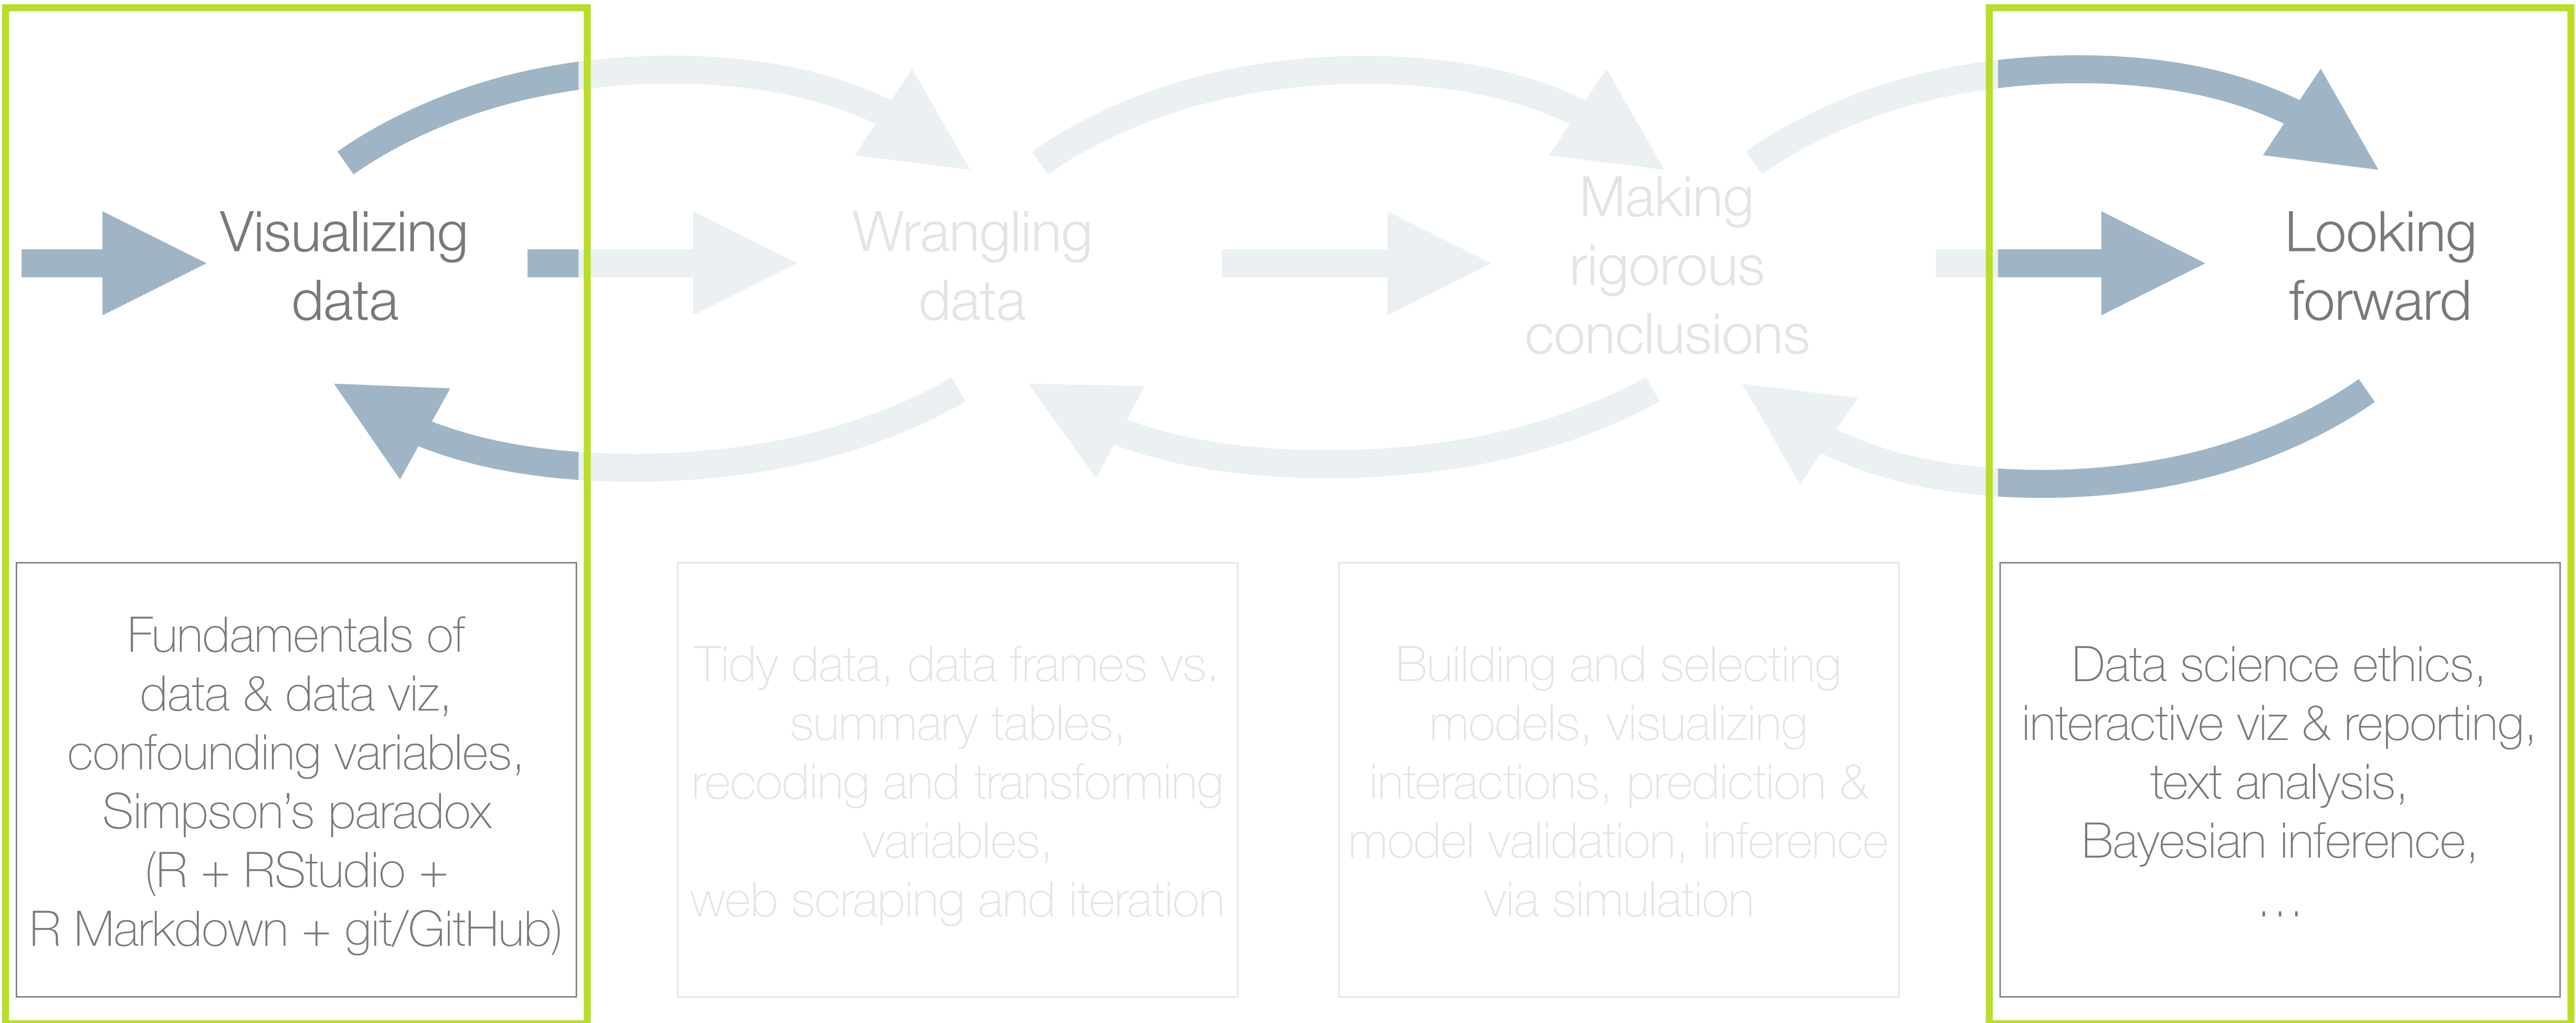 Visualizing
data
Wrangling
data
Making
rigorous
conclusions
Looking
forward
Fundamentals of
data & data viz,
confounding variables,
Simpson’s paradox
(R + RStudio +
R Markdown + git/GitHub)
Tidy data, data frames vs.
summary tables,
recoding and transforming
variables,
web scraping and iteration
Building and selecting
models, visualizing
interactions, prediction &
model validation, inference
via simulation
Data science ethics,
interactive viz & reporting,
text analysis,
Bayesian inference,
…